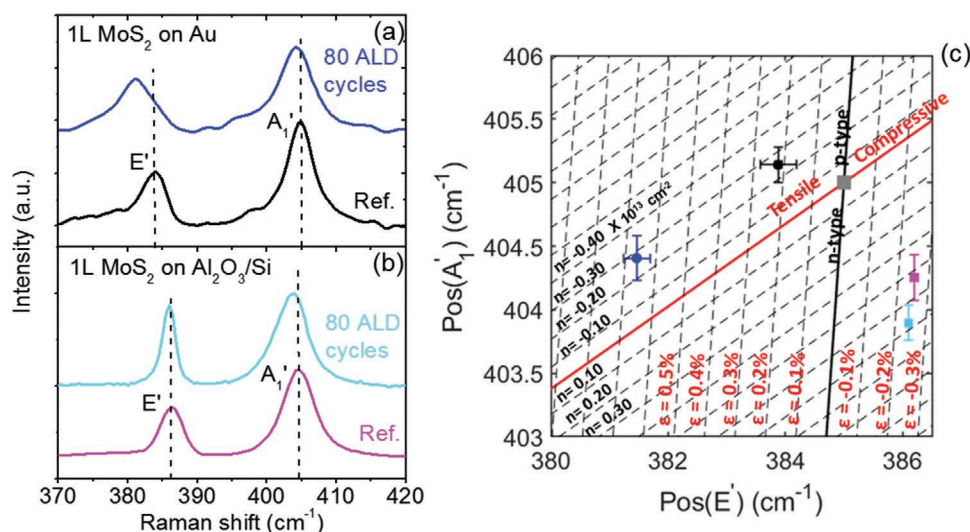 (a)
1L MoS₂ on Au
80 ALD
cycles
A₁'
E'
Ref.
(b)
1L MoS₂ on Al₂O₃/Si
80 ALD
cycles
A₁'
E'
Ref.
Intensity (a.u.)
370 380 390 400 410 420
Raman shift (cm⁻¹)
(c)
406
405.5
405
404.5
404
403.5
403
Pos(A₁') (cm⁻¹)
p-type
Compressive
Tensile
n-type
n= -0.40 X 10¹³ cm⁻²
n= -0.30
n= -0.20
n= -0.10
n= 0.10
n= 0.20
n= 0.30
ε = 0.5%
ε = 0.4%
ε = 0.3%
ε = 0.2%
ε = 0.1%
ε = -0.1%
ε = -0.2%
ε = -0.3%
380 382 384 386
Pos(E') (cm⁻¹)